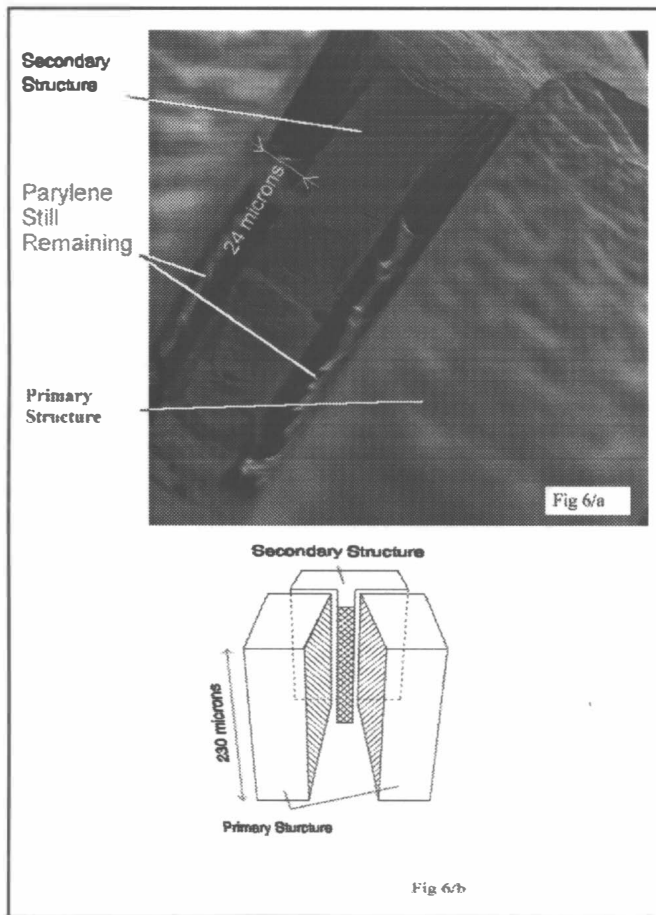 Secondary
Structure
24 microns
Parylene
Still
Remaining
Primary
Structure
Fig 6/a
Secondary Structure
230 microns
Primary Sturcture
Fig 6/b